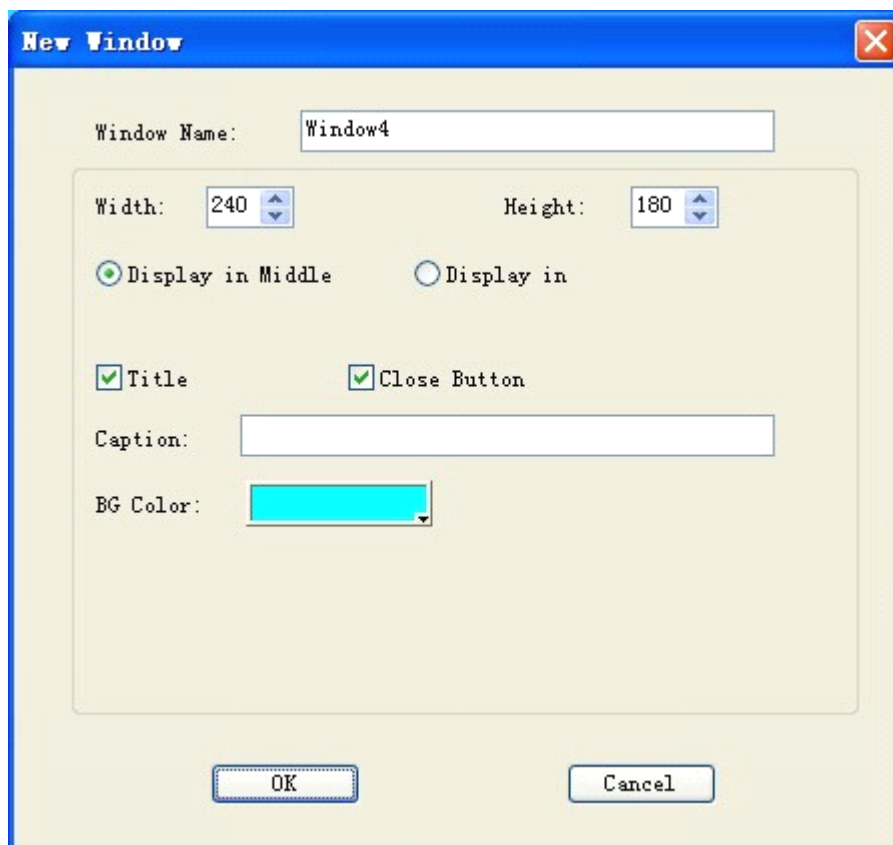 New Window
Window Name: Window4
Width: 240 Height: 180
Display in Middle Display in
Title Close Button
Caption:
BG Color:
OK Cancel